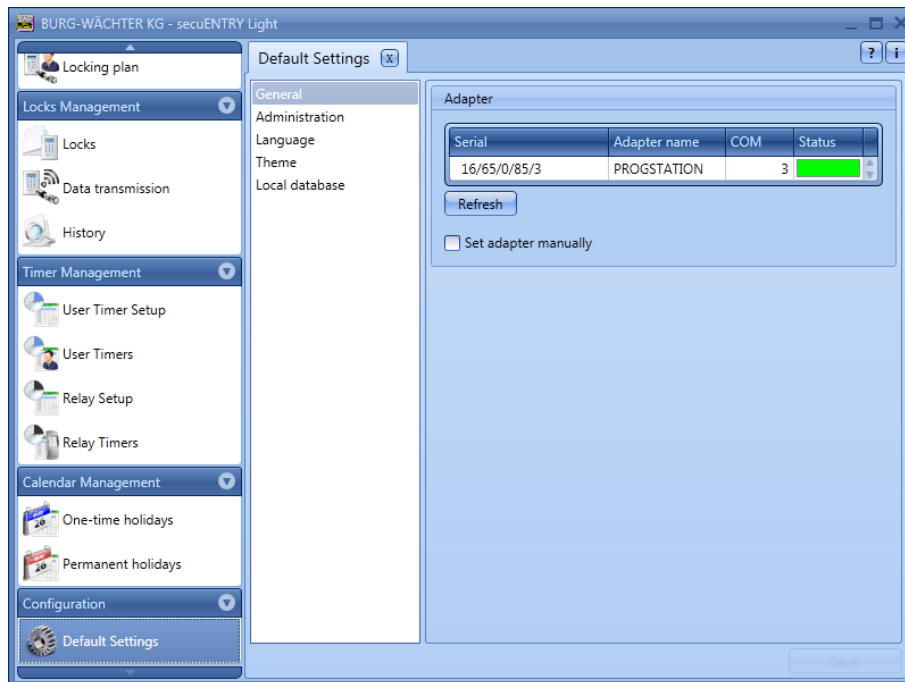 BURG-WÄCHTER KG - secuENTRY Light
Locking plan
Locks Management
Locks
Data transmission
History
Timer Management
User Timer Setup
User Timers
Relay Setup
Relay Timers
Calendar Management
One-time holidays
Permanent holidays
Configuration
Default Settings
Default Settings x
? i
General
Administration
Language
Theme
Local database
Adapter
Serial Adapter name COM Status
16/65/0/85/3 PROGSTATION 3
Refresh
Set adapter manually
Save